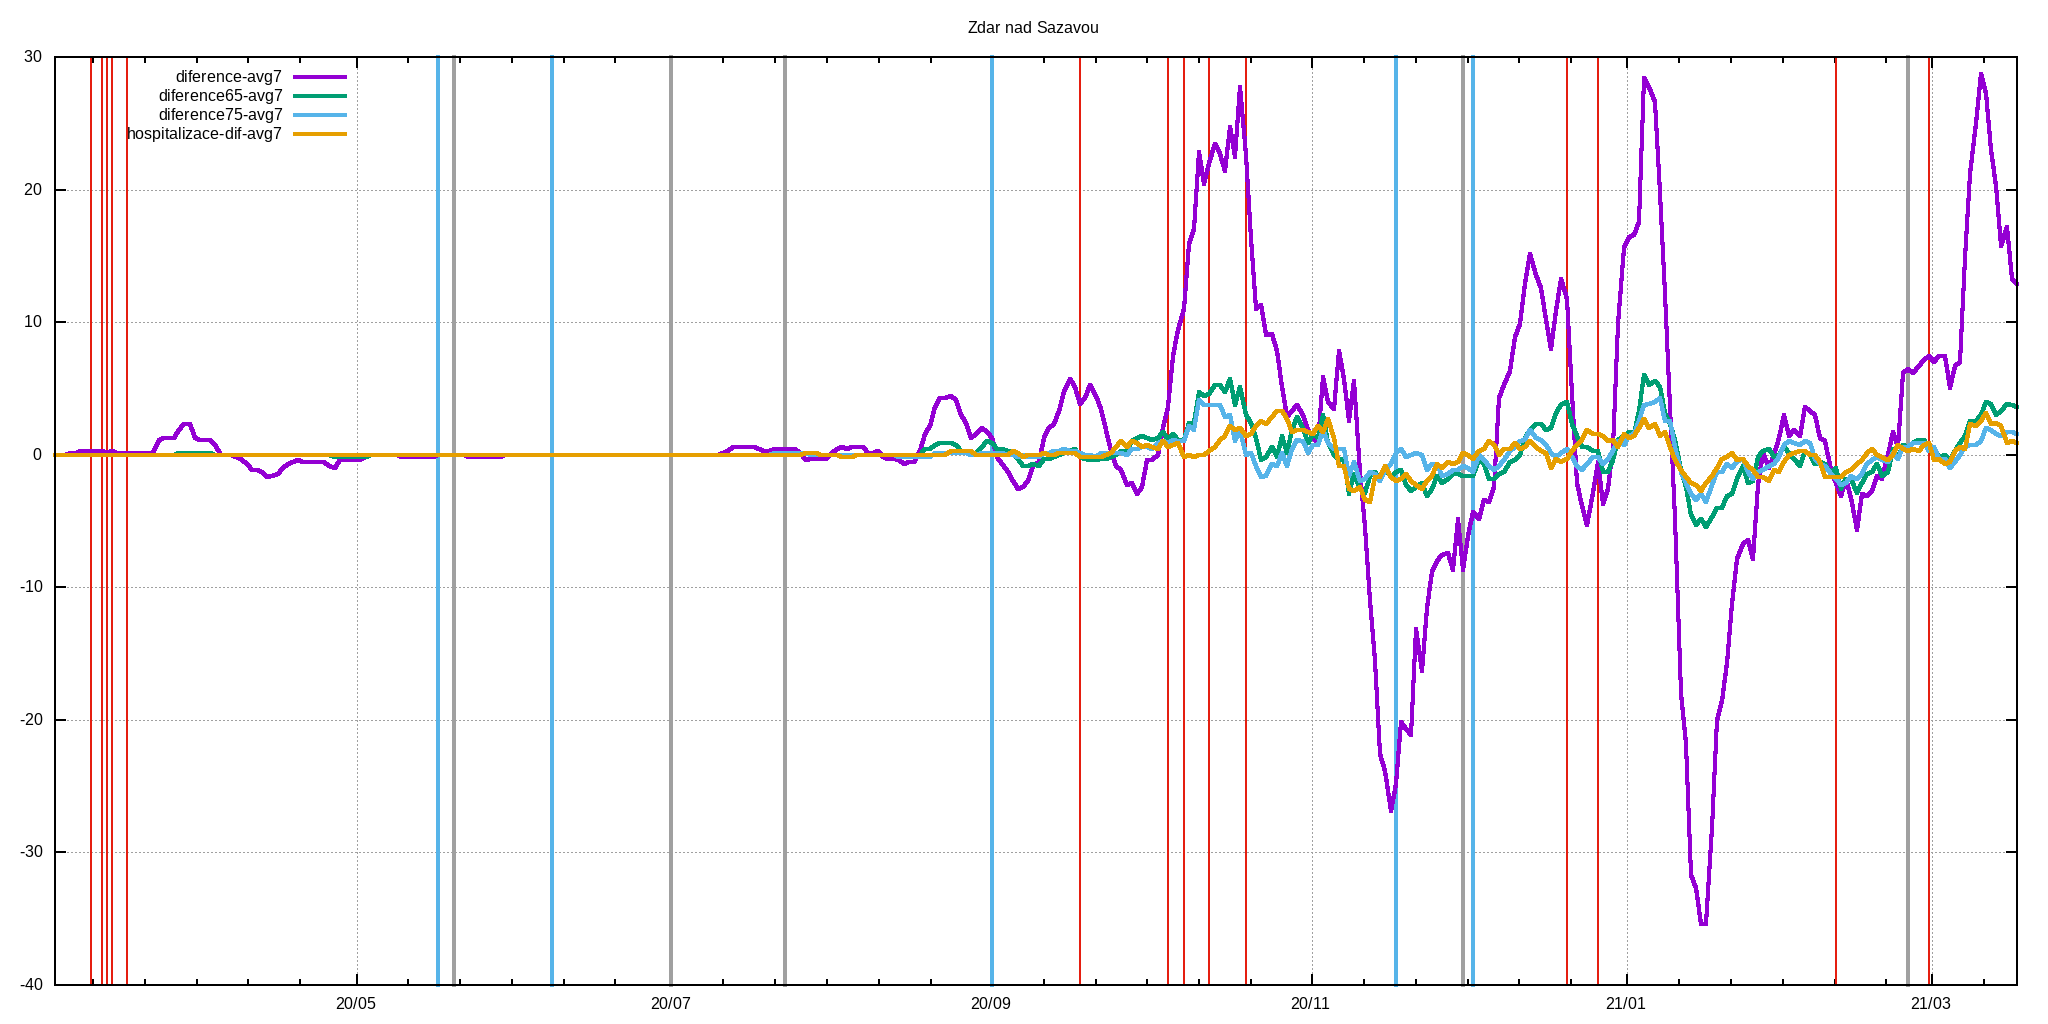 Zdar nad Sazavou
30
20
10
0
-10
-20
-30
-40
diference-avg7
diference65-avg7
diference75-avg7
hospitalizace-dif-avg7
20/05
20/07
20/09
20/11
21/01
21/03